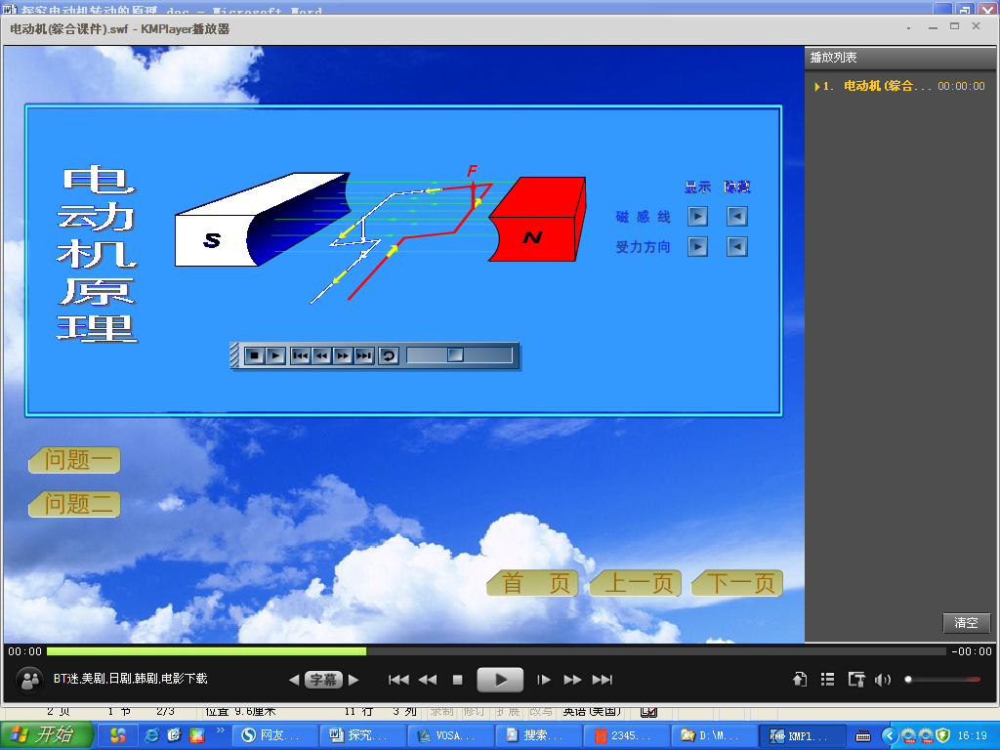 探究电动机转动的原理.doc - Microsoft Word
电动机(综合课件).swf - KMPlayer播放器
播放列表
1. 电动机(综合... 00:00:00
电动机原理
S
F
N
显示 隐藏
磁感线
受力方向
问题一
问题二
首 页
上一页
下一页
清空
00:00
-00:00
BT迷,美剧,日剧,韩剧,电影下载
字幕
2 页 1 节 2/3 位置 9.6厘米 11 行 3 列 录制 修订 扩展 改写 英语(美国)
开始
网友...
探究...
VOSA...
搜索...
2345...
D:\M...
KMPl...
16:19